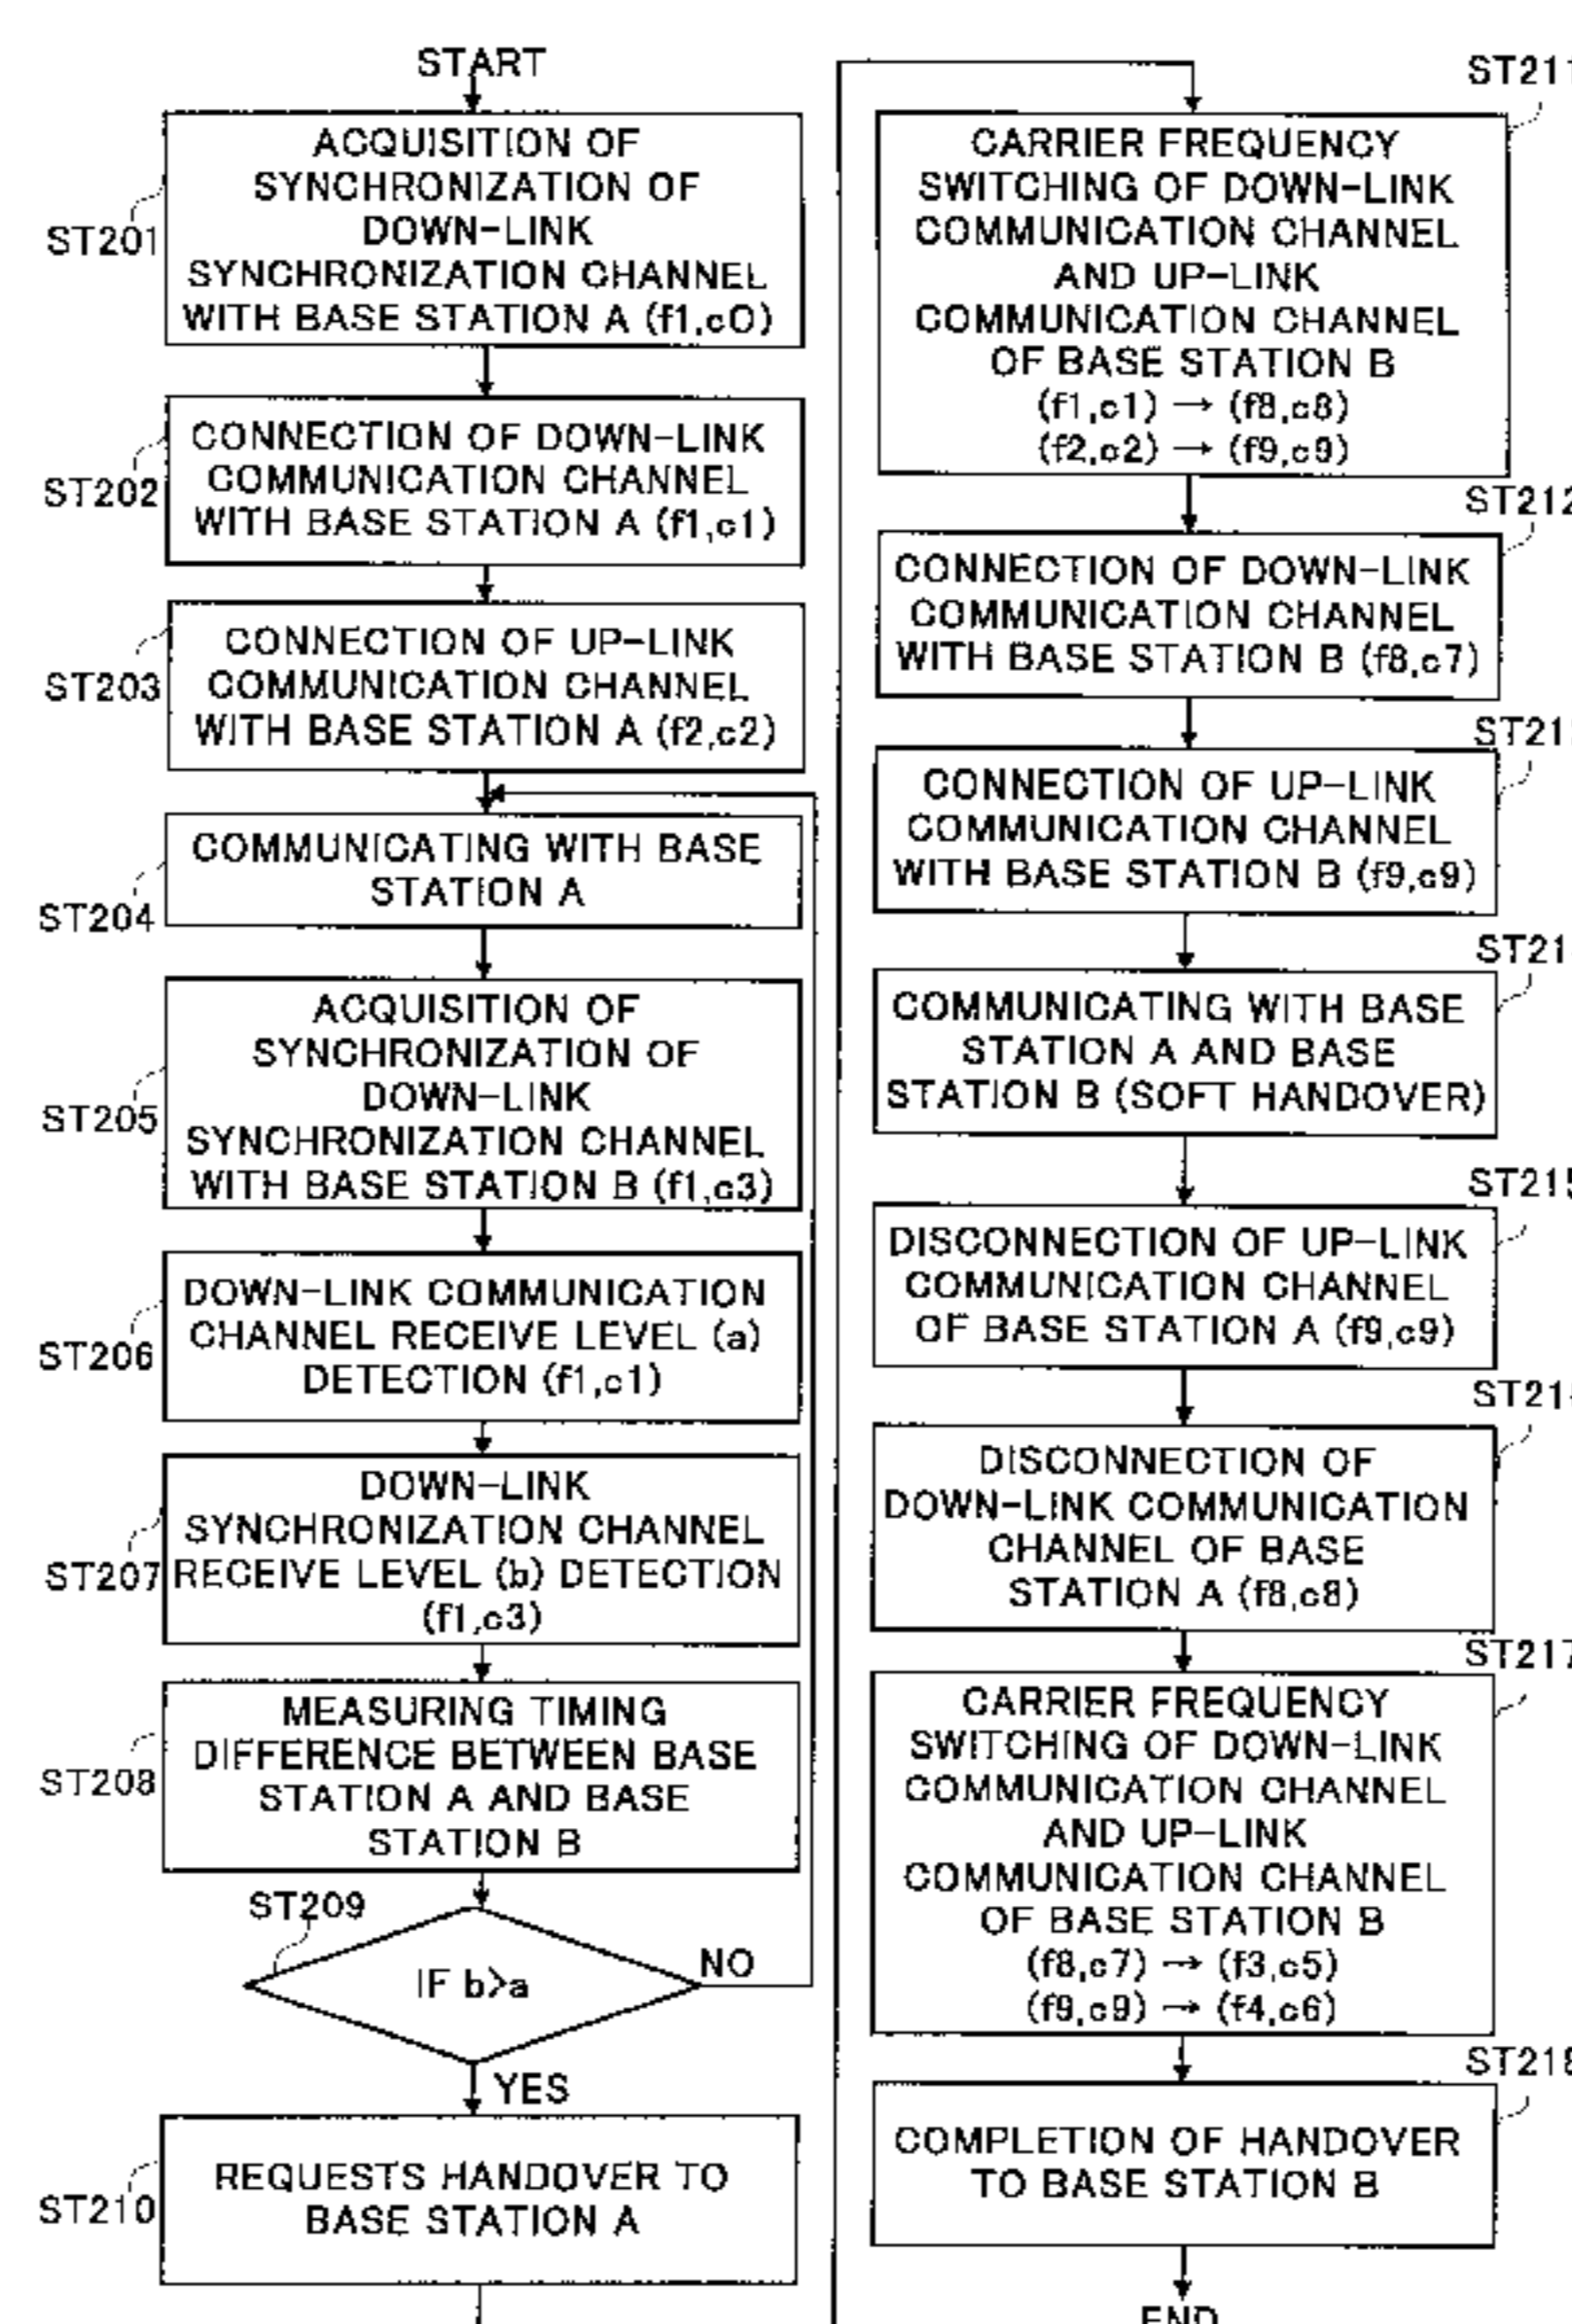 START
ST201
ACQUISITION OF
SYNCHRONIZATION OF
DOWN-LINK
SYNCHRONIZATION CHANNEL
WITH BASE STATION A (f1,c0)
ST202
CONNECTION OF DOWN-LINK
COMMUNICATION CHANNEL
WITH BASE STATION A (f1,c1)
ST203
CONNECTION OF UP-LINK
COMMUNICATION CHANNEL
WITH BASE STATION A (f2,c2)
ST204
COMMUNICATING WITH BASE
STATION A
ST205
ACQUISITION OF
SYNCHRONIZATION OF
DOWN-LINK
SYNCHRONIZATION CHANNEL
WITH BASE STATION B (f1,c3)
ST206
DOWN-LINK COMMUNICATION
CHANNEL RECEIVE LEVEL (a)
DETECTION (f1,c1)
ST207
DOWN-LINK
SYNCHRONIZATION CHANNEL
RECEIVE LEVEL (b) DETECTION
(f1,c3)
ST208
MEASURING TIMING
DIFFERENCE BETWEEN BASE
STATION A AND BASE
STATION B
ST209
IF b>a
NO
YES
ST210
REQUESTS HANDOVER TO
BASE STATION A
ST211
CARRIER FREQUENCY
SWITCHING OF DOWN-LINK
COMMUNICATION CHANNEL
AND UP-LINK
COMMUNICATION CHANNEL
OF BASE STATION B
(f1,c1) → (f8,c8)
(f2,c2) → (f9,c9)
ST212
CONNECTION OF DOWN-LINK
COMMUNICATION CHANNEL
WITH BASE STATION B (f8,c7)
CONNECTION OF UP-LINK
COMMUNICATION CHANNEL
WITH BASE STATION B (f9,c9)
COMMUNICATING WITH BASE
STATION A AND BASE
STATION B (SOFT HANDOVER)
ST215
DISCONNECTION OF UP-LINK
COMMUNICATION CHANNEL
OF BASE STATION A (f9,c9)
DISCONNECTION OF
DOWN-LINK COMMUNICATION
CHANNEL OF BASE
STATION A (f8,c8)
ST217
CARRIER FREQUENCY
SWITCHING OF DOWN-LINK
COMMUNICATION CHANNEL
AND UP-LINK
COMMUNICATION CHANNEL
OF BASE STATION B
(f8,c7) → (f3,c5)
(f9,c9) → (f4,c6)
ST218
COMPLETION OF HANDOVER
TO BASE STATION B
END